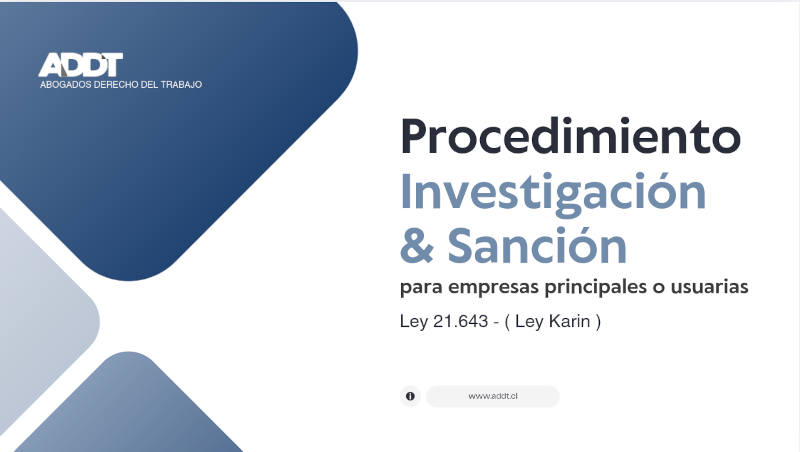 ADDT
ABOGADOS DERECHO DEL TRABAJO
Procedimiento
Investigación
& Sanción
para empresas principales o usuarias
Ley 21.643 - ( Ley Karin )
www.addt.cl